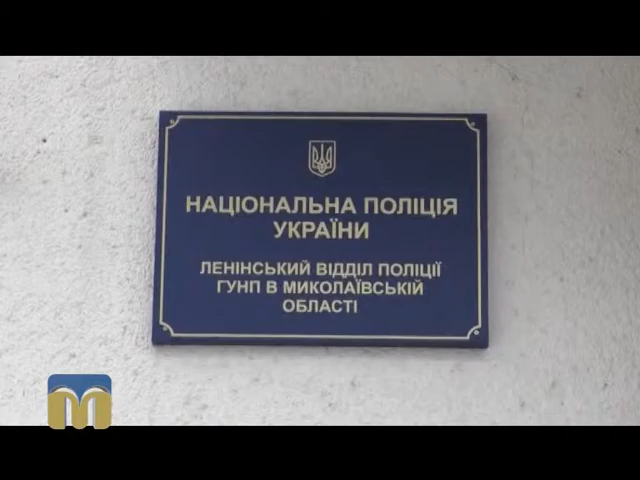 НАЦІОНАЛЬНА ПОЛІЦІЯ
УКРАЇНИ
ЛЕНІНСЬКИЙ ВІДДІЛ ПОЛІЦІЇ
ГУНП В МИКОЛАЇВСЬКІЙ
ОБЛАСТІ
М